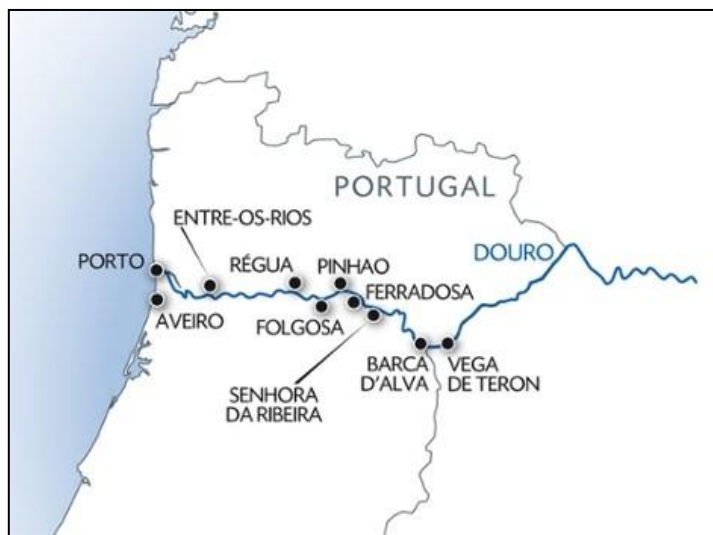 PORTUGAL
ENTRE-OS-RIOS
DOURO
PORTO
RÉGUA
PINHAO
FERRADOSA
AVEIRO
FOLGOSA
BARCA
D'ALVA
VEGA
DE TERON
SENHORA
DA RIBEIRA